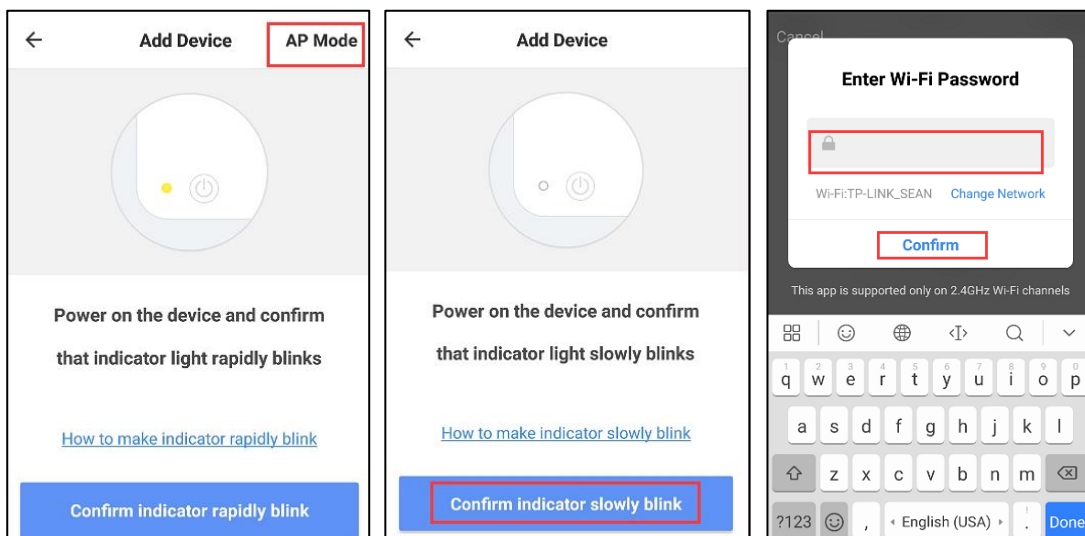 Add Device
AP Mode
Power on the device and confirm
that indicator light rapidly blinks
How to make indicator rapidly blink
Confirm indicator rapidly blink
Add Device
Power on the device and confirm
that indicator light slowly blinks
How to make indicator slowly blink
Confirm indicator slowly blink
Cancel
Enter Wi-Fi Password
Wi-Fi:TP-LINK_SEAN Change Network
Confirm
This app is supported only on 2.4GHz Wi-Fi channels
1 2 3 4 5 6 7 8 9 0
q w e r t y u i o p
a s d f g h j k l
z x c v b n m
?123 , English (USA) ! . Done